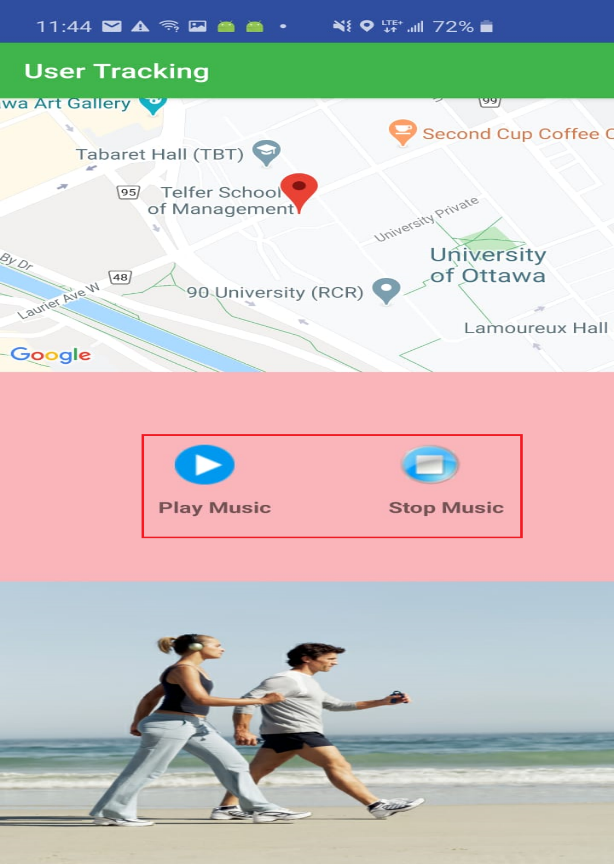 11:44
LTE+
72%
User Tracking
wa Art Gallery
99
Second Cup Coffee C
Tabaret Hall (TBT)
95
Telfer School
of Management
University Private
University
of Ottawa
By Dr
48
Laurier Ave W
90 University (RCR)
Lamoureux Hall
Google
Play Music
Stop Music